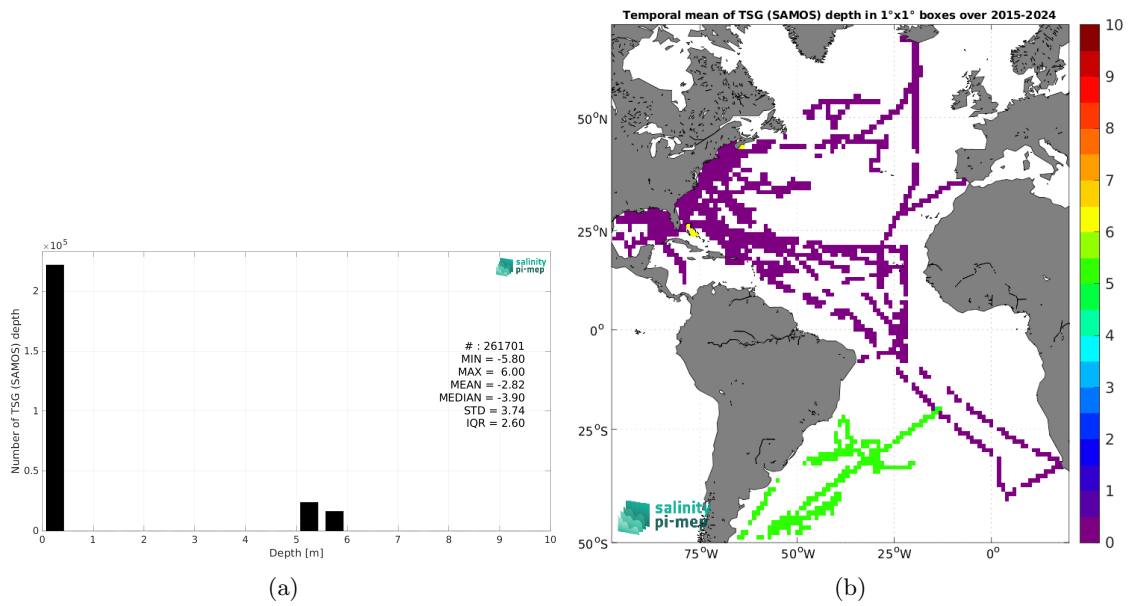 ×10⁵
2
1.5
1
0.5
0
Number of TSG (SAMOS) depth
salinity
pi-mep
# : 261701
MIN = -5.80
MAX = 6.00
MEAN = -2.82
MEDIAN = -3.90
STD = 3.74
IQR = 2.60
0 1 2 3 4 5 6 7 8 9 10
Depth [m]
(a)
Temporal mean of TSG (SAMOS) depth in 1°x1° boxes over 2015-2024
50°N
25°N
0°
25°S
50°S
75°W 50°W 25°W 0°
salinity
pi-mep
10
9
8
7
6
5
4
3
2
1
0
(b)